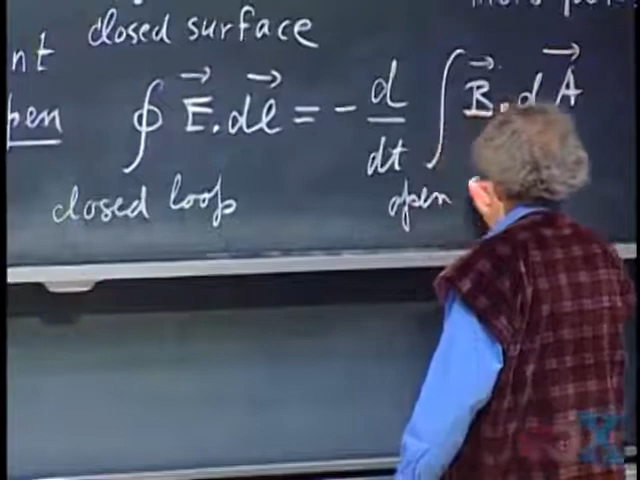 closed surface
nt
pen
∮ E⃗ . dℓ⃗ = - d/dt ∫ B⃗ . dA⃗
closed loop
open